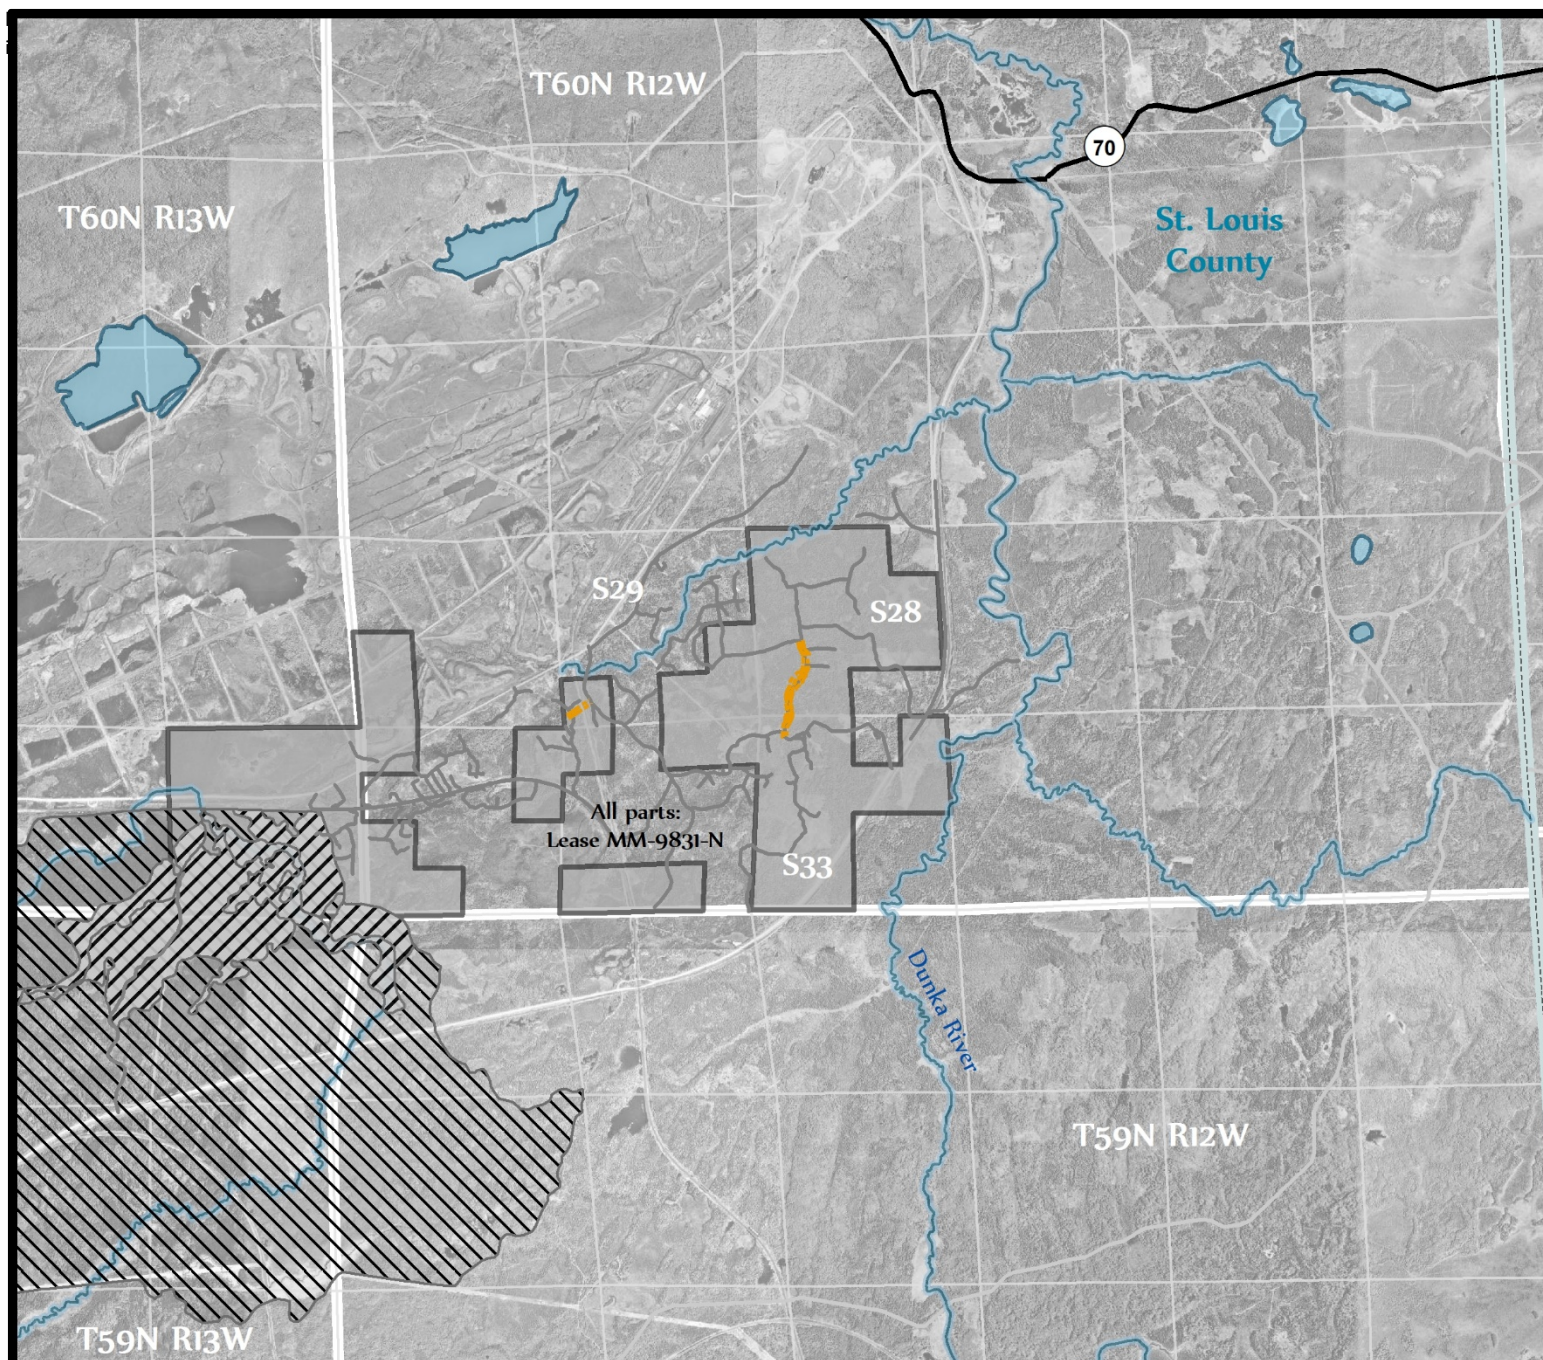 T60N R12W
70
T60N R13W
St. Louis
County
S29
S28
All parts:
Lease MM-9831-N
S33
Dunka River
T59N R12W
T59N R13W